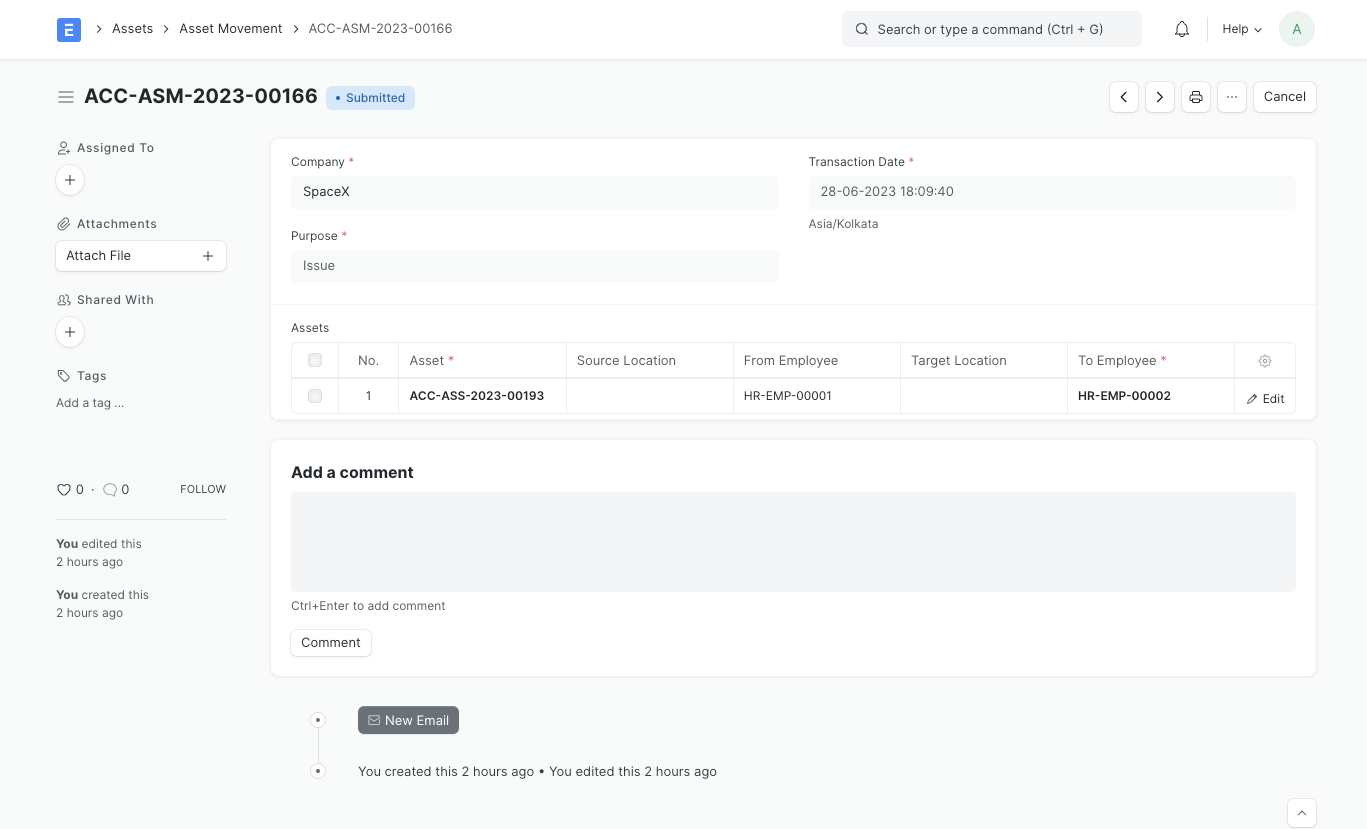 E
Assets
Asset Movement
ACC-ASM-2023-00166
Search or type a command (Ctrl + G)
Help
A
ACC-ASM-2023-00166
Submitted
...
Cancel
Assigned To
Attachments
Attach File
Shared With
Tags
Add a tag ...
0 · 0
FOLLOW
You edited this
2 hours ago
You created this
2 hours ago
Company *
SpaceX
Transaction Date *
28-06-2023 18:09:40
Asia/Kolkata
Purpose *
Issue
Assets
No. Asset * Source Location From Employee Target Location To Employee *
1 ACC-ASS-2023-00193 HR-EMP-00001 HR-EMP-00002 Edit
Add a comment
Ctrl+Enter to add comment
Comment
New Email
You created this 2 hours ago • You edited this 2 hours ago